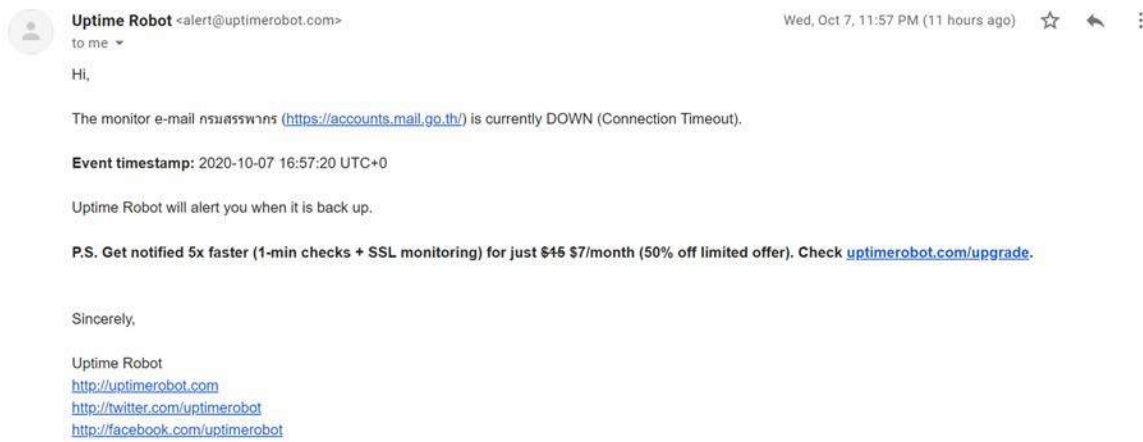 Uptime Robot <alert@uptimerobot.com>
Wed, Oct 7, 11:57 PM (11 hours ago)
to me
Hi,
The monitor e-mail กรมสรรพากร (https://accounts.mail.go.th/) is currently DOWN (Connection Timeout).
Event timestamp: 2020-10-07 16:57:20 UTC+0
Uptime Robot will alert you when it is back up.
P.S. Get notified 5x faster (1-min checks + SSL monitoring) for just $15 $7/month (50% off limited offer). Check uptimerobot.com/upgrade.
Sincerely,
Uptime Robot
http://uptimerobot.com
http://twitter.com/uptimerobot
http://facebook.com/uptimerobot